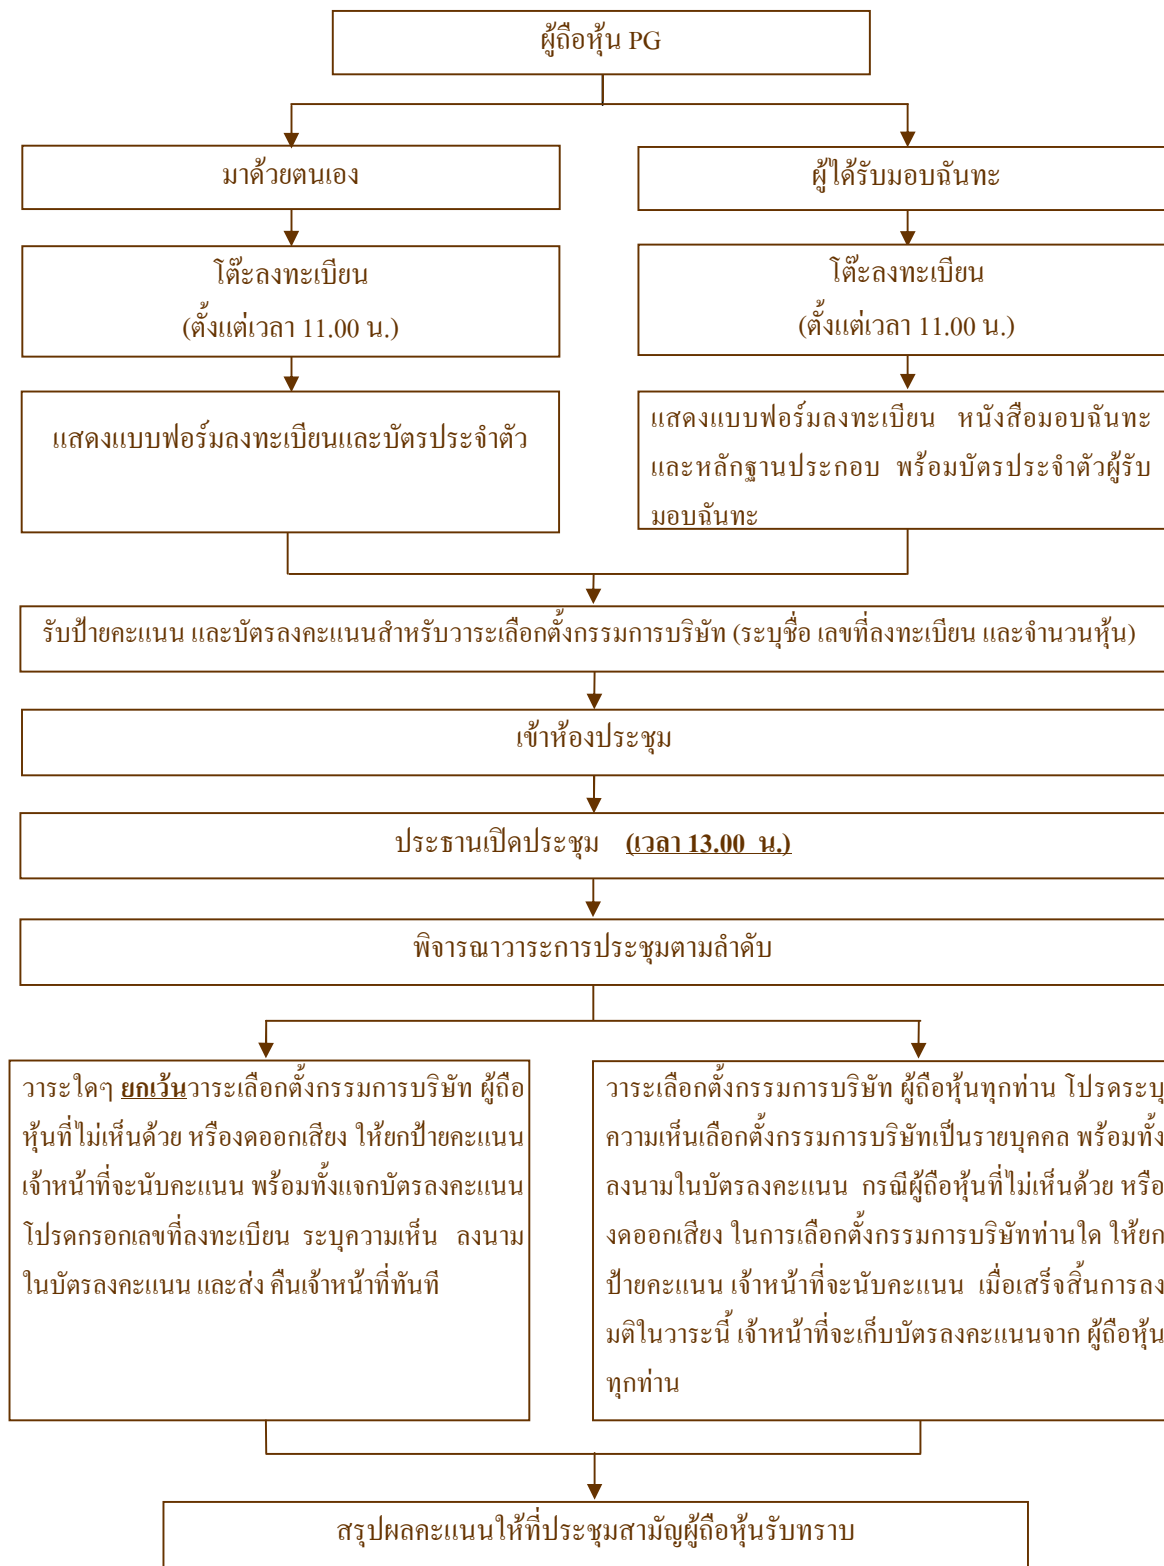 ผู้ถือหุ้น PG
มาด้วยตนเอง
ผู้ได้รับมอบฉันทะ
โต๊ะลงทะเบียน
(ตั้งแต่เวลา 11.00 น.)
โต๊ะลงทะเบียน
(ตั้งแต่เวลา 11.00 น.)
แสดงแบบฟอร์มลงทะเบียนและบัตรประจำตัว
แสดงแบบฟอร์มลงทะเบียน หนังสือมอบฉันทะ
และหลักฐานประกอบ พร้อมบัตรประจำตัวผู้รับ
มอบฉันทะ
รับป้ายคะแนน และบัตรลงคะแนนสำหรับวาระเลือกตั้งกรรมการบริษัท (ระบุชื่อ เลขที่ลงทะเบียน และจำนวนหุ้น)
เข้าห้องประชุม
ประธานเปิดประชุม (เวลา 13.00 น.)
พิจารณาวาระการประชุมตามลำดับ
วาระใดๆ ยกเว้นวาระเลือกตั้งกรรมการบริษัท ผู้ถือ
หุ้นที่ไม่เห็นด้วย หรืองดออกเสียง ให้ยกป้ายคะแนน
เจ้าหน้าที่จะนับคะแนน พร้อมทั้งแจกบัตรลงคะแนน
โปรดกรอกเลขที่ลงทะเบียน ระบุความเห็น ลงนาม
ในบัตรลงคะแนน และส่ง คืนเจ้าหน้าที่ทันที
วาระเลือกตั้งกรรมการบริษัท ผู้ถือหุ้นทุกท่าน โปรดระบุ
ความเห็นเลือกตั้งกรรมการบริษัทเป็นรายบุคคล พร้อมทั้ง
ลงนามในบัตรลงคะแนน กรณีผู้ถือหุ้นที่ไม่เห็นด้วย หรือ
งดออกเสียง ในการเลือกตั้งกรรมการบริษัทท่านใด ให้ยก
ป้ายคะแนน เจ้าหน้าที่จะนับคะแนน เมื่อเสร็จสิ้นการลง
มติในวาระนี้ เจ้าหน้าที่จะเก็บบัตรลงคะแนนจาก ผู้ถือหุ้น
ทุกท่าน
สรุปผลคะแนนให้ที่ประชุมสามัญผู้ถือหุ้นรับทราบ